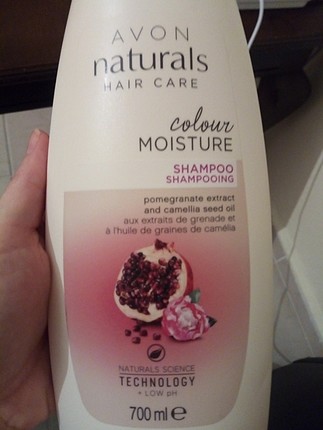 AVON
naturals
HAIR CARE
colour
MOISTURE
SHAMPOO
SHAMPOOING
pomegranate extract
and camellia seed oil
aux extraits de grenade et
à l'huile de graines de camélia
NATURALS SCIENCE
TECHNOLOGY
+ LOW pH
700 ml ℮